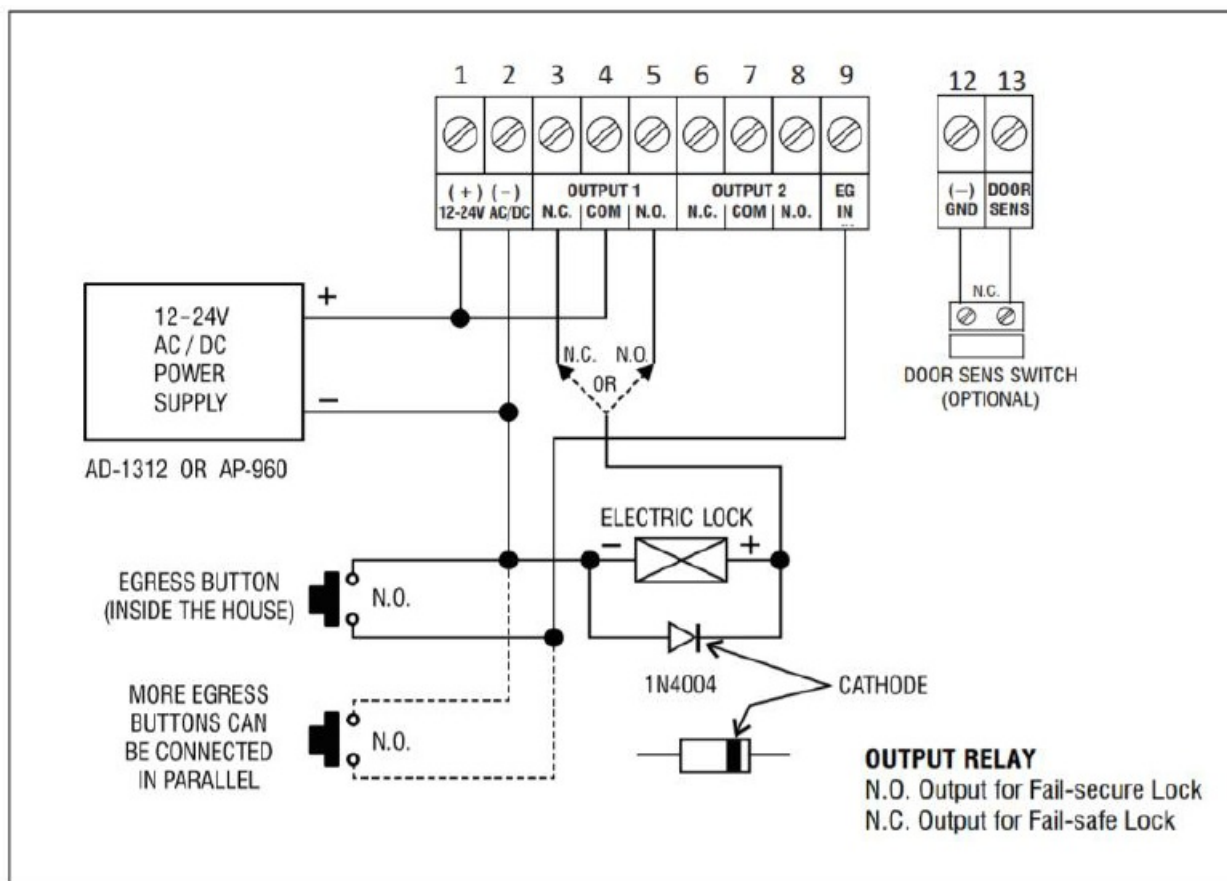 1 2 3 4 5 6 7 8 9
12 13
(+) (−) OUTPUT 1 OUTPUT 2 EG
12-24V AC/DC N.C. COM N.O. N.C. COM N.O. IN
(−) DOOR
GND SENS
N.C.
DOOR SENS SWITCH
(OPTIONAL)
12-24V
AC / DC
POWER
SUPPLY
+
−
AD-1312 OR AP-960
N.C. N.O.
OR
ELECTRIC LOCK
− +
EGRESS BUTTON
(INSIDE THE HOUSE)
N.O.
1N4004
CATHODE
MORE EGRESS
BUTTONS CAN
BE CONNECTED
IN PARALLEL
N.O.
OUTPUT RELAY
N.O. Output for Fail-secure Lock
N.C. Output for Fail-safe Lock